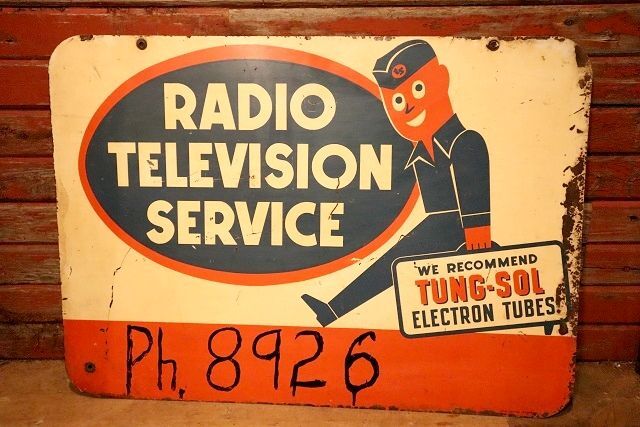 RADIO
TELEVISION
SERVICE
WE RECOMMEND
TUNG-SOL
ELECTRON TUBES
Ph. 8926